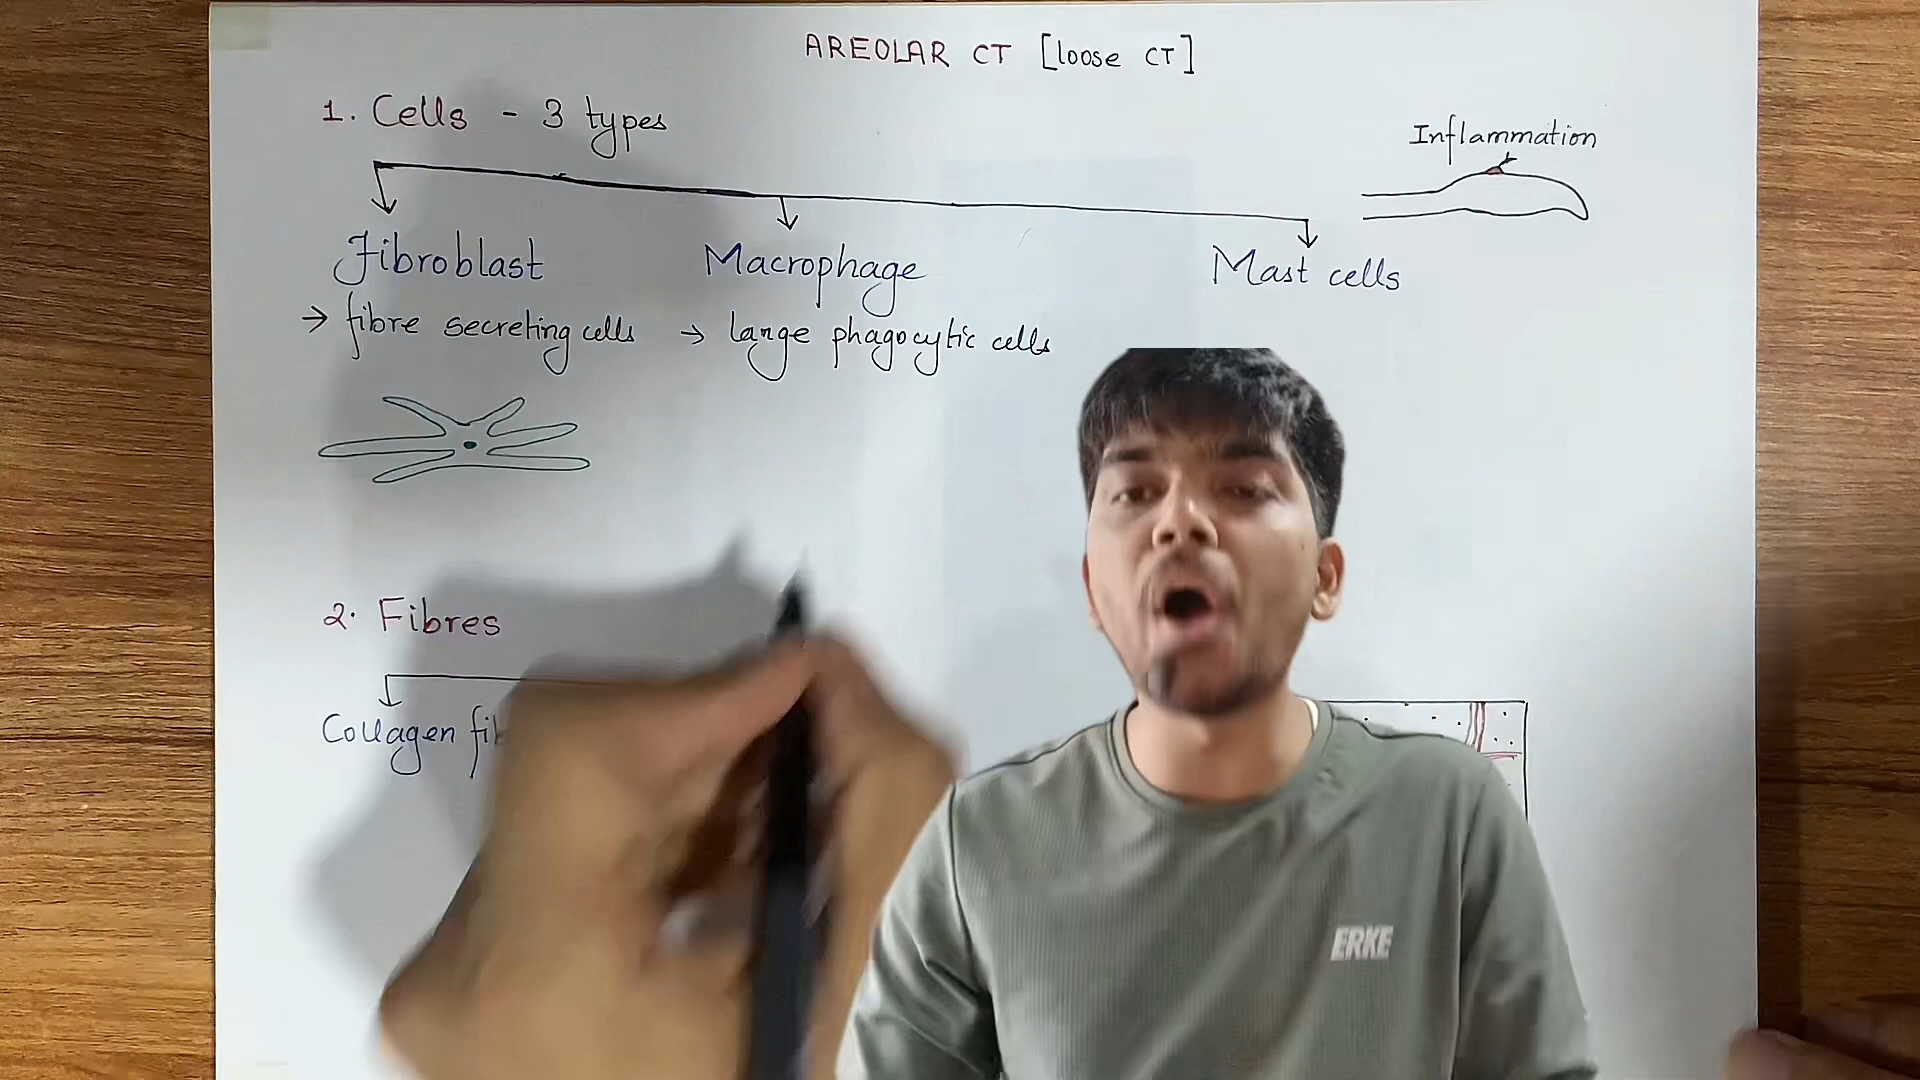 AREOLAR CT [loose CT]
1. Cells - 3 types
Inflammation
Fibroblast
Macrophage
Mast cells
→ fibre secreting cells
→ large phagocytic cells
2. Fibres
Collagen
ERKE